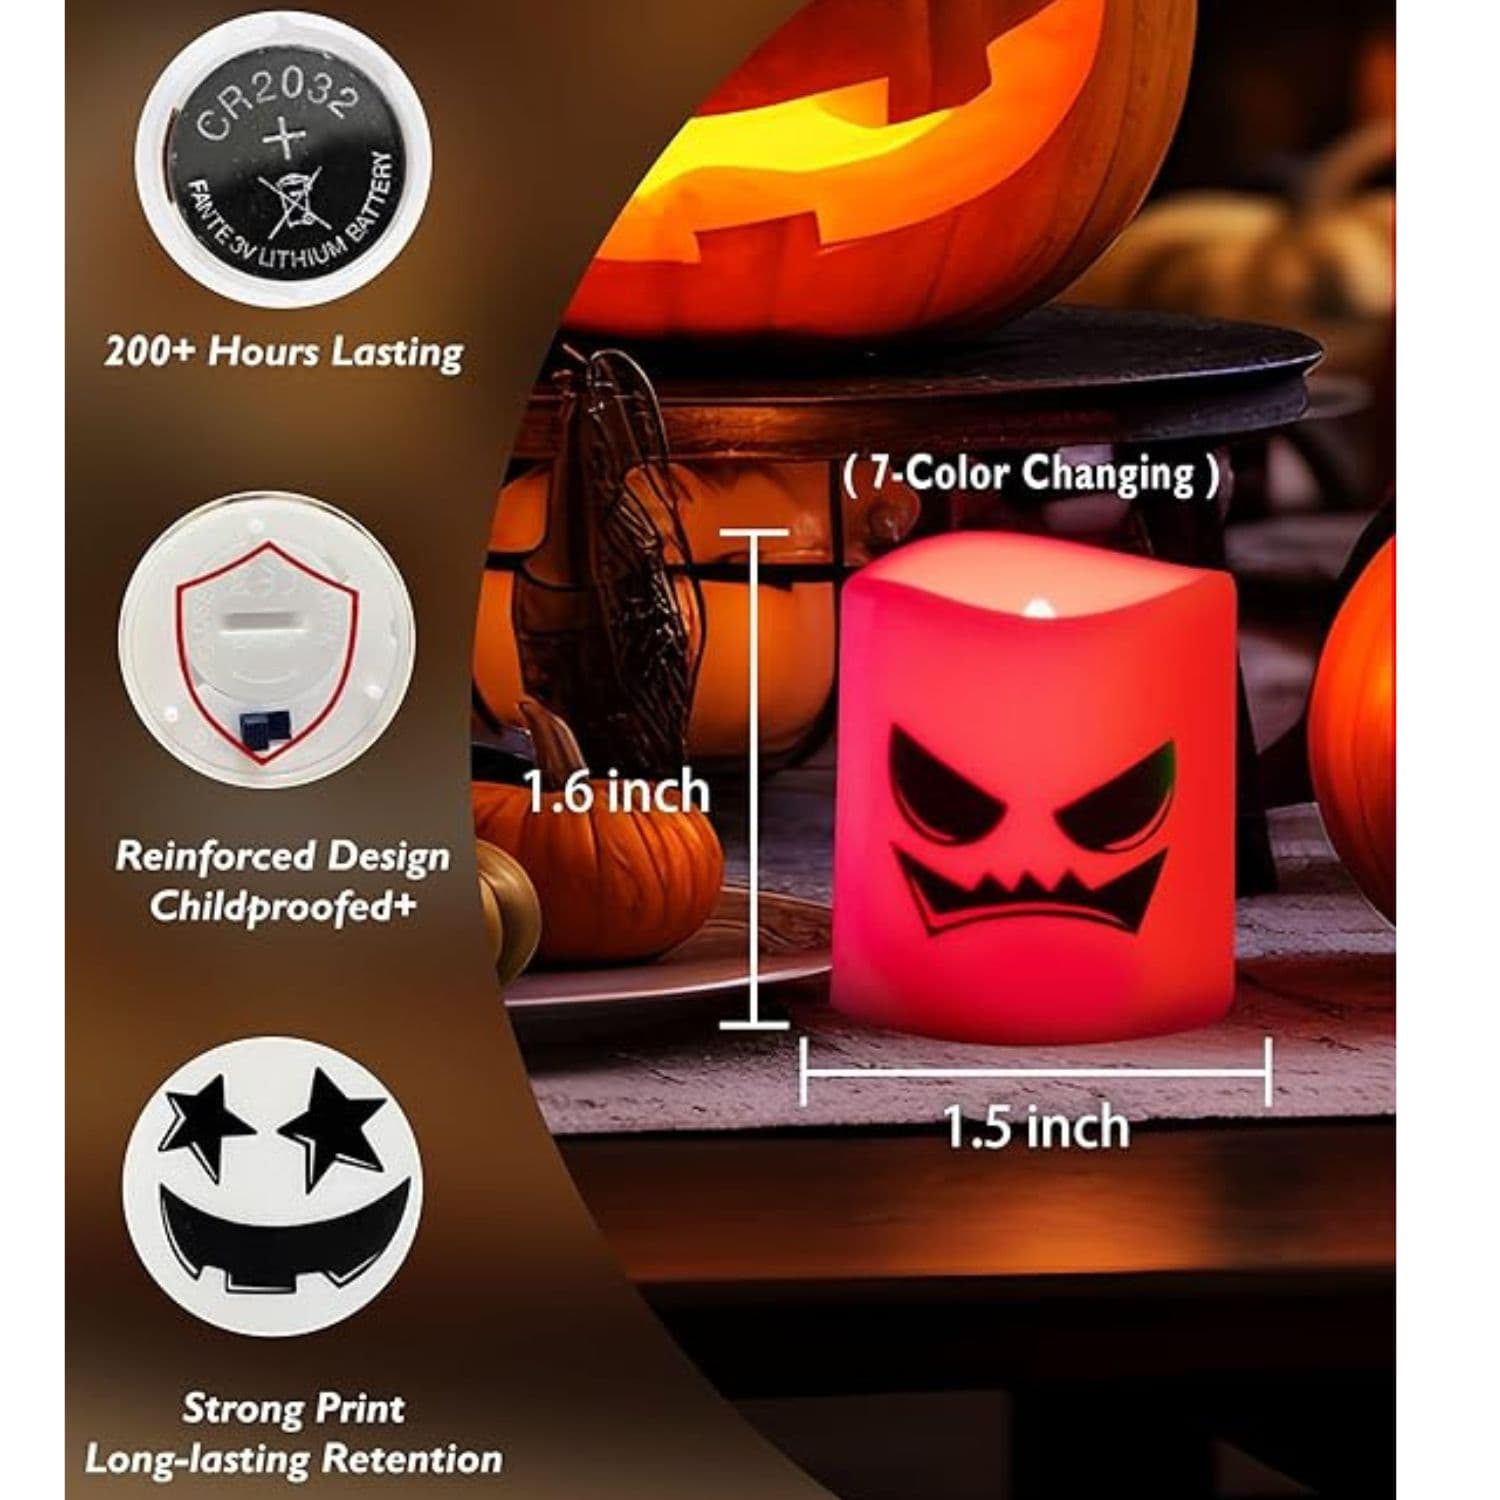 CR2032
+
FANTE 3V LITHIUM BATTERY
200+ Hours Lasting
Reinforced Design
Childproofed+
Strong Print
Long-lasting Retention
( 7-Color Changing )
1.6 inch
1.5 inch